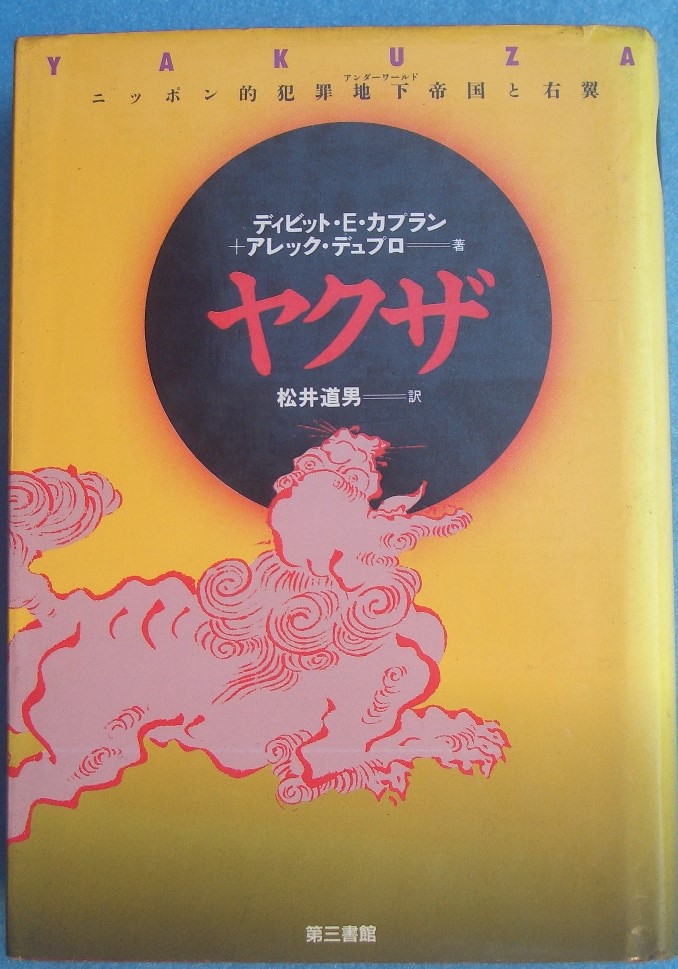 YAKUZA
アンダーワールド
ニッポン的犯罪地下帝国と右翼
ディビット・E・カプラン
+アレック・デュプロ——著
ヤクザ
松井道男——訳
第三書館